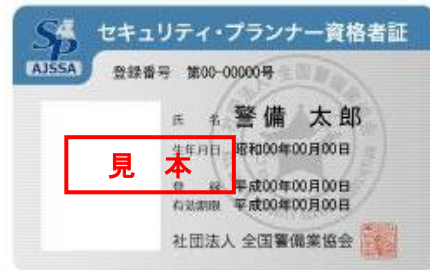 SP
AJSSA
セキュリティ・プランナー資格者証
登録番号 第00-00000号
氏 名 警備 太郎
生年月日 昭和00年00月00日
見 本
登 録 平成00年00月00日
有効期限 平成00年00月00日
社団法人 全国警備業協会